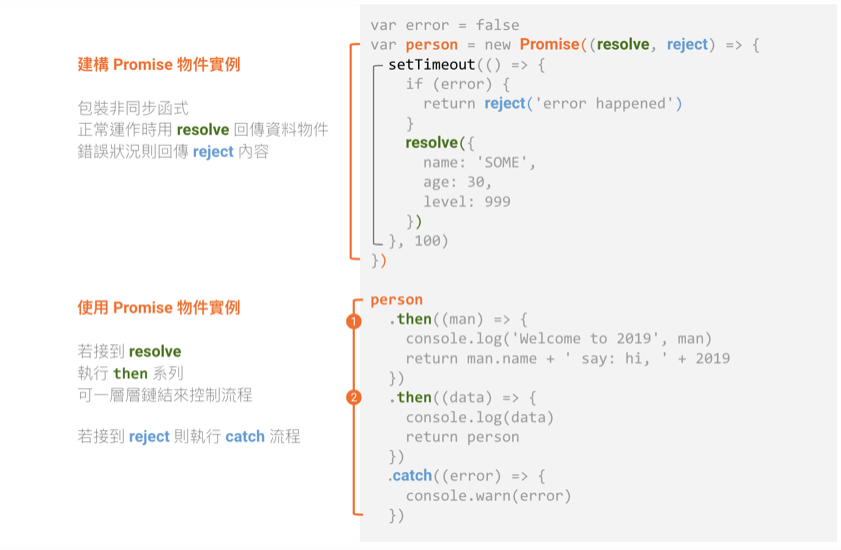 建構 Promise 物件實例
包裝非同步函式
正常運作時用 resolve 回傳資料物件
錯誤狀況則回傳 reject 內容
var error = false
var person = new Promise((resolve, reject) => {
setTimeout(() => {
if (error) {
return reject('error happened')
}
resolve({
name: 'SOME',
age: 30,
level: 999
})
}, 100)
})
使用 Promise 物件實例
若接到 resolve
執行 then 系列
可一層層鏈結來控制流程
若接到 reject 則執行 catch 流程
person
1 .then((man) => {
console.log('Welcome to 2019', man)
return man.name + ' say: hi, ' + 2019
})
2 .then((data) => {
console.log(data)
return person
})
.catch((error) => {
console.warn(error)
})